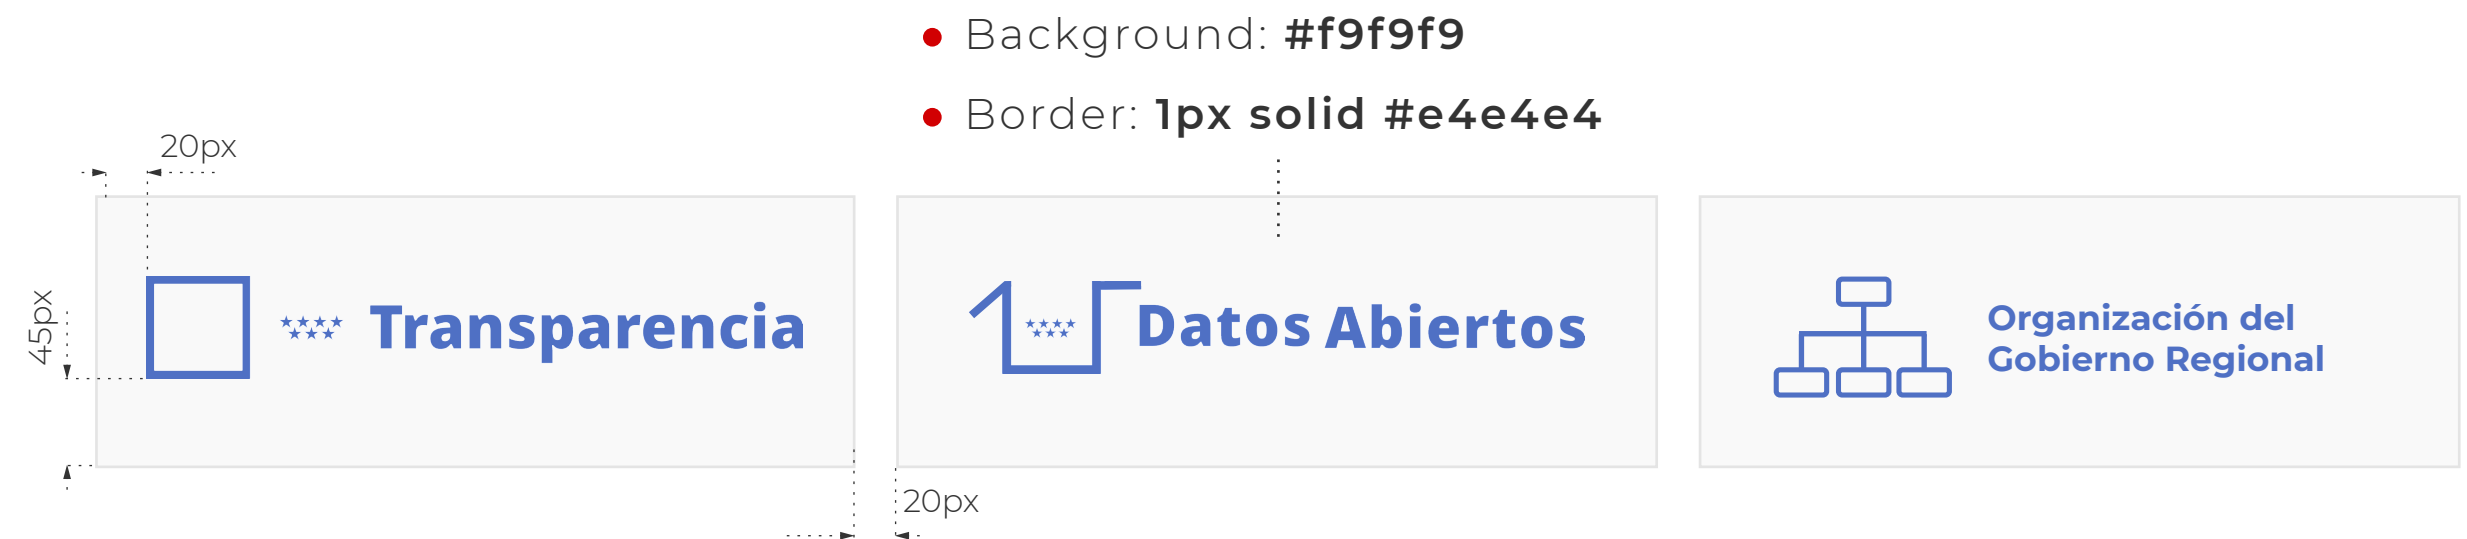 Background: #f9f9f9
Border: 1px solid #e4e4e4
20px
45px
Transparencia
Datos Abiertos
Organización del
Gobierno Regional
20px